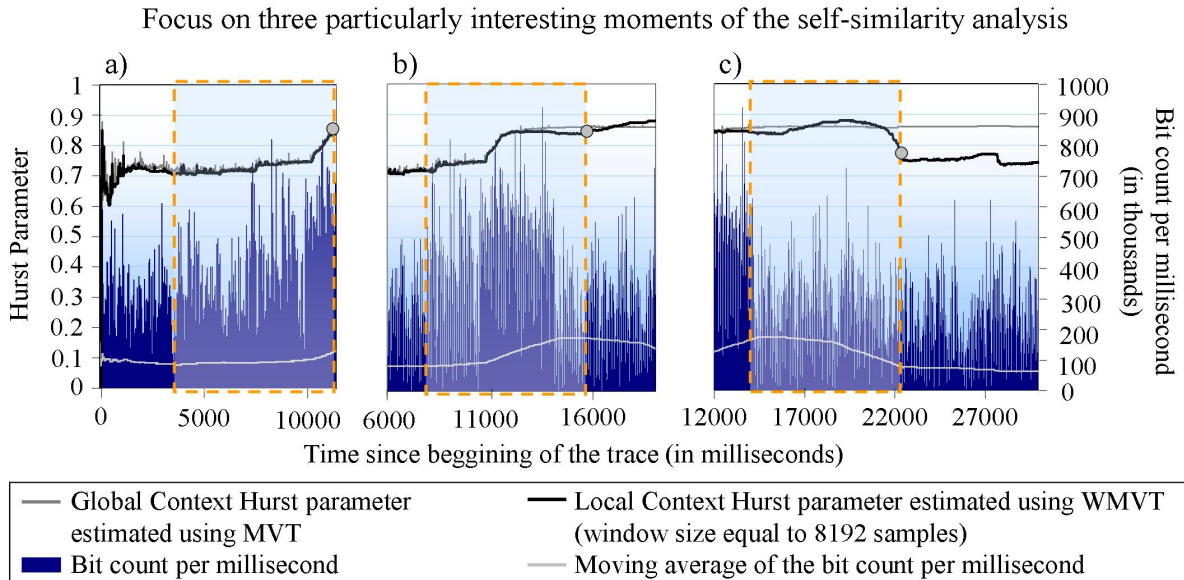 Focus on three particularly interesting moments of the self-similarity analysis
a)
b)
c)
Hurst Parameter
1
0.9
0.8
0.7
0.6
0.5
0.4
0.3
0.2
0.1
0
1000
900
800
700
600
500
400
300
200
100
0
Bit count per millisecond
(in thousands)
0 5000 10000
6000 11000 16000
12000 17000 22000 27000
Time since beggining of the trace (in milliseconds)
Global Context Hurst parameter
estimated using MVT
Bit count per millisecond
Local Context Hurst parameter estimated using WMVT
(window size equal to 8192 samples)
Moving average of the bit count per millisecond